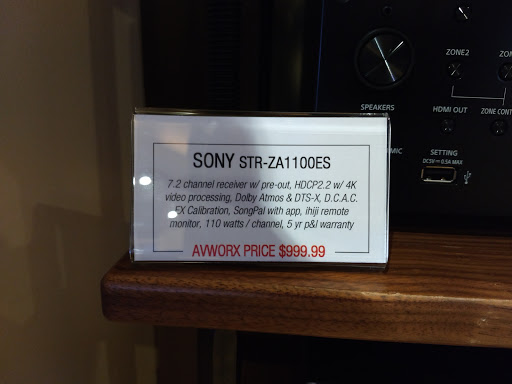 ZONE2
SPEAKERS
HDMI OUT
SETTING
DC5V ⎓ 0.5A MAX
SONY STR-ZA1100ES
7.2 channel receiver w/ pre-out, HDCP2.2 w/ 4K
video processing, Dolby Atmos & DTS-X, D.C.A.C.
EX Calibration, SongPal with app, ihiji remote
monitor, 110 watts / channel, 5 yr p&l warranty
AVWORX PRICE $999.99